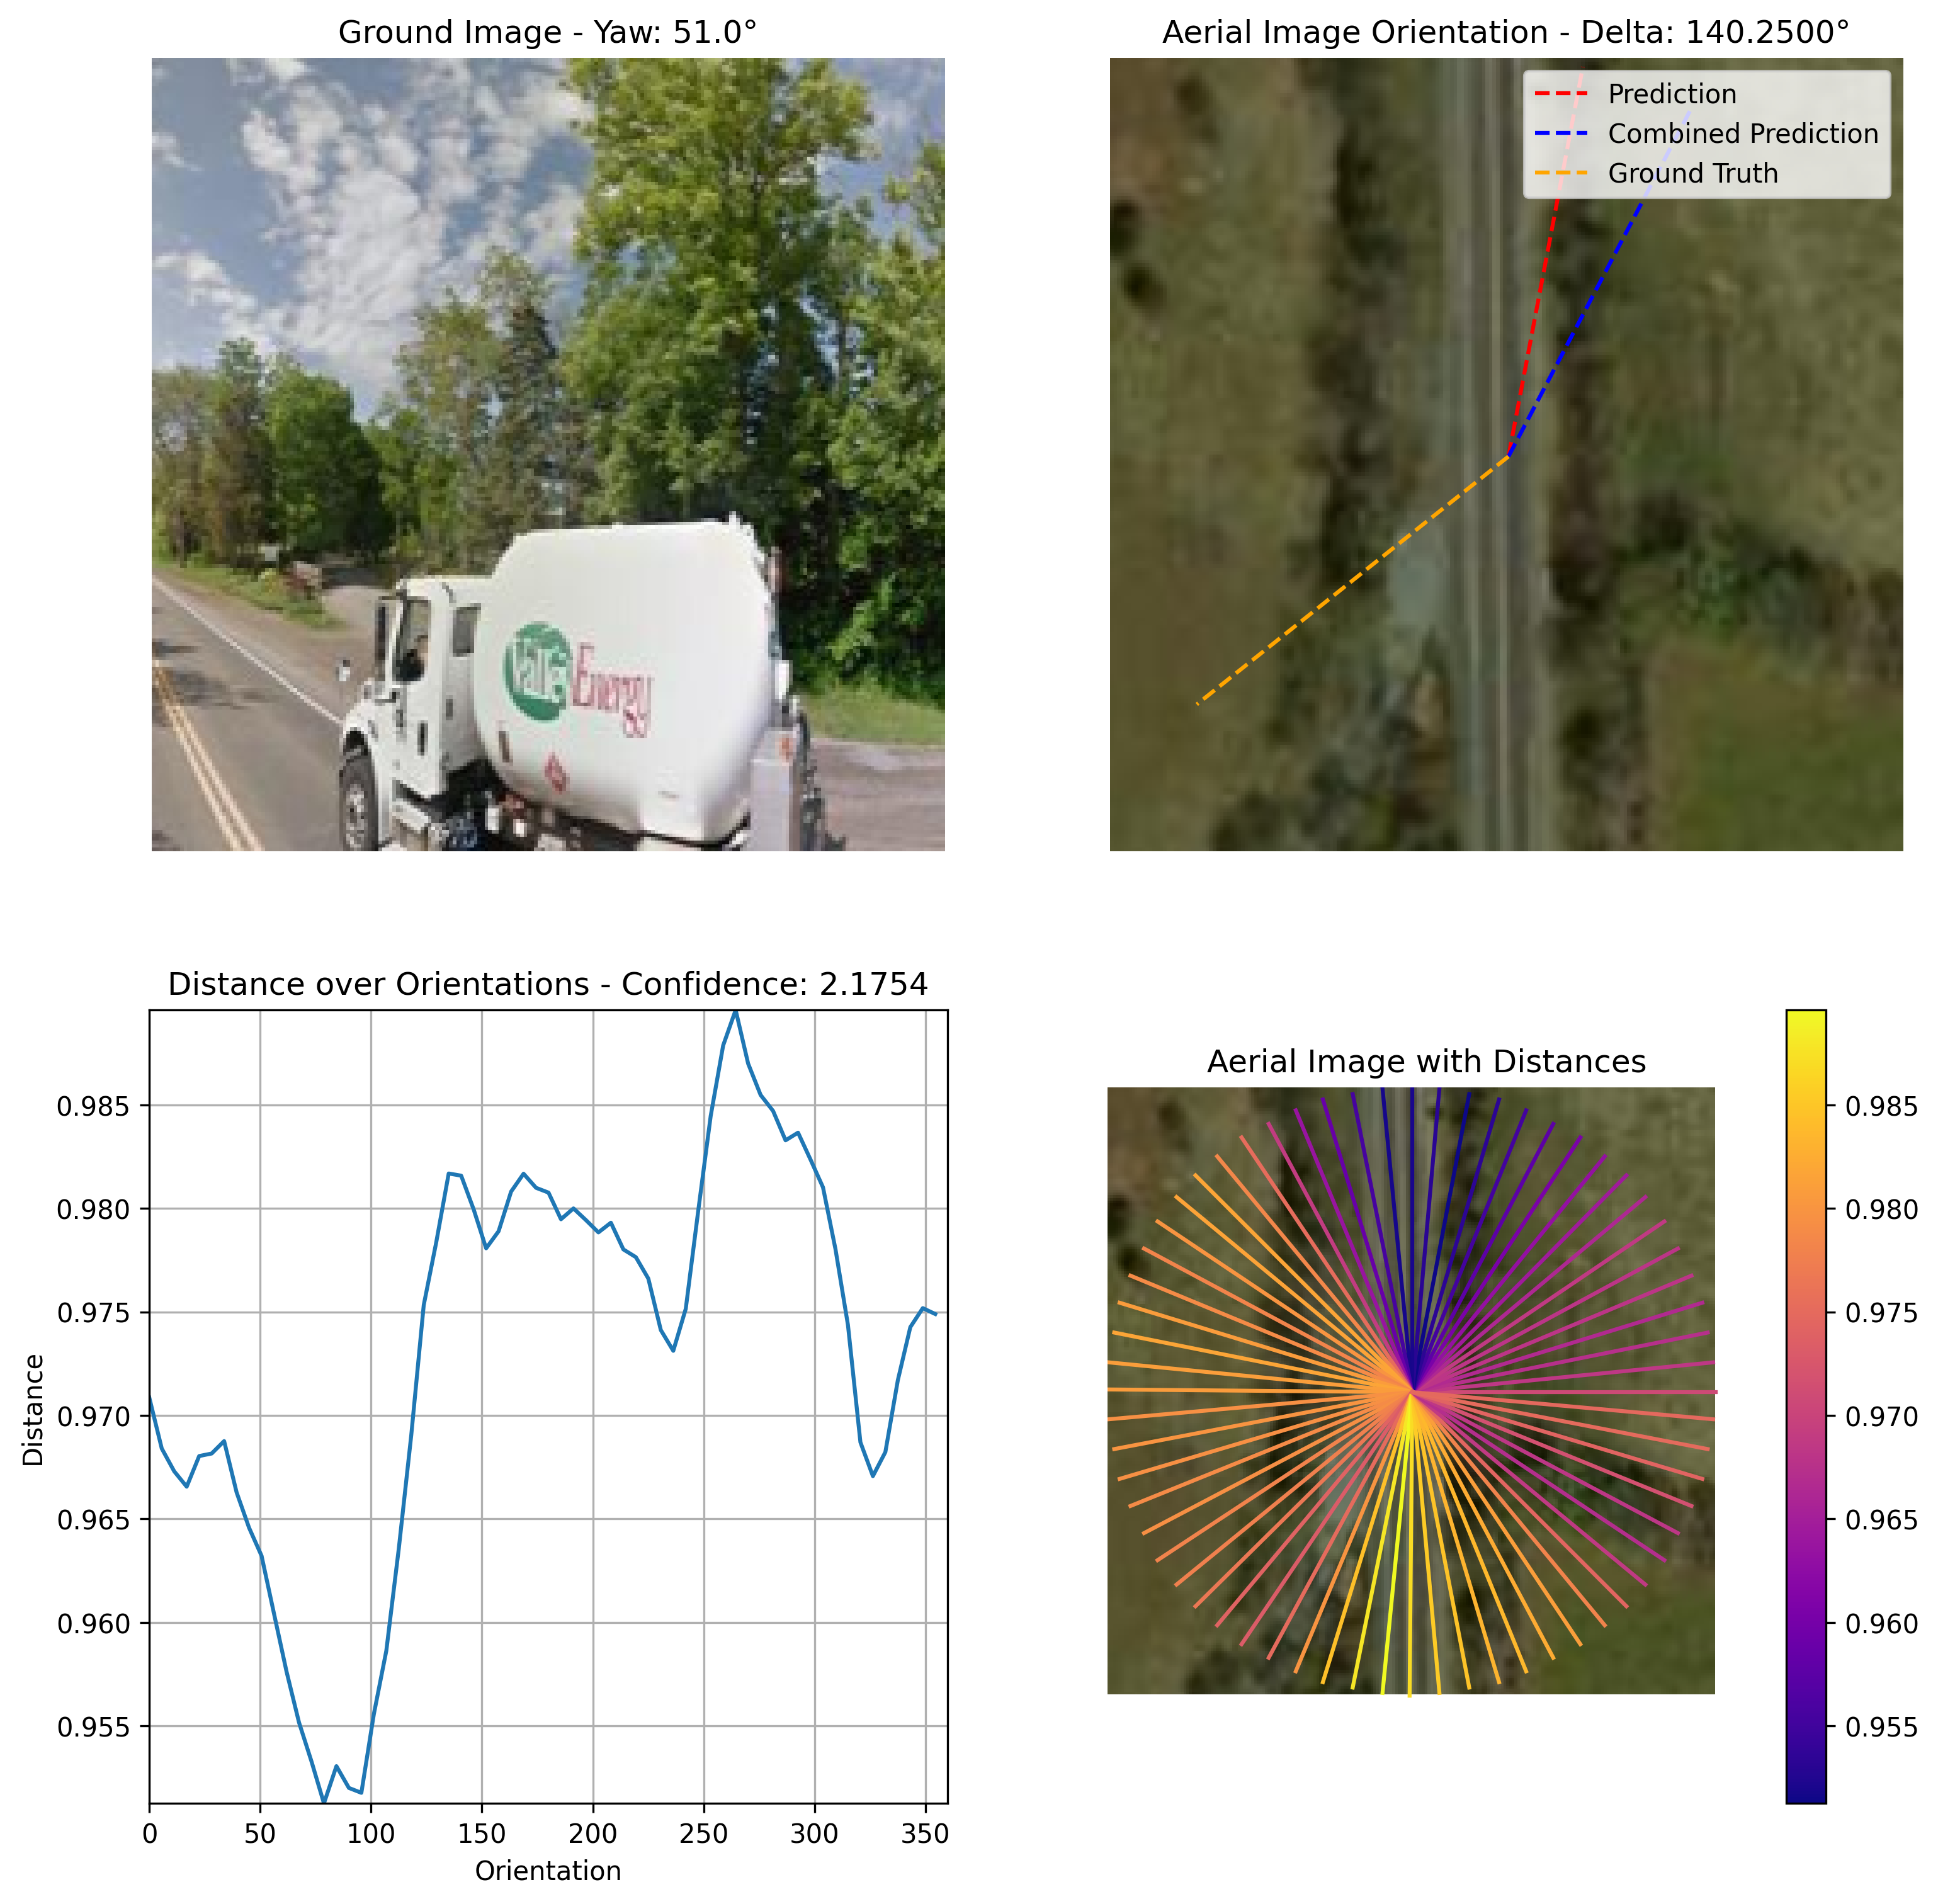 Ground Image - Yaw: 51.0°
Aerial Image Orientation - Delta: 140.2500°
Prediction
Combined Prediction
Ground Truth
Energy
Distance over Orientations - Confidence: 2.1754
Distance
0.985
0.980
0.975
0.970
0.965
0.960
0.955
0
50
100
150
200
250
300
350
Orientation
Aerial Image with Distances
0.985
0.980
0.975
0.970
0.965
0.960
0.955